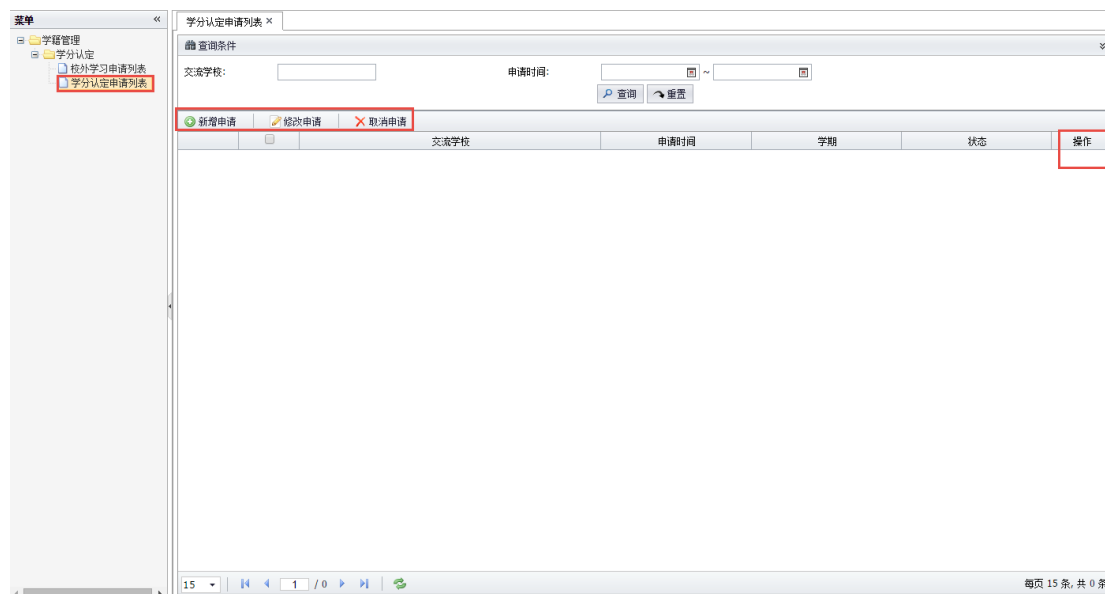 菜单 «
学籍管理
学分认定
校外学习申请列表
学分认定申请列表
学分认定申请列表 ×
查询条件
交流学校: 申请时间: ~
查询 重置
新增申请 修改申请 取消申请
交流学校 申请时间 学期 状态 操作
15 1 / 0 每页 15 条, 共 0 条